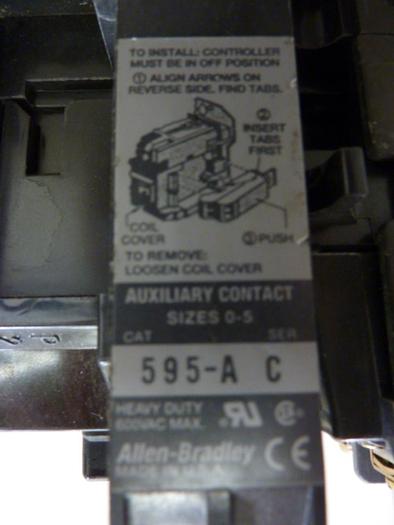 TO INSTALL: CONTROLLER
MUST BE IN OFF POSITION
① ALIGN ARROWS ON
REVERSE SIDE, FIND TABS.
②
INSERT
TABS
FIRST
COIL
COVER
③ PUSH
TO REMOVE:
LOOSEN COIL COVER
AUXILIARY CONTACT
SIZES 0-5
CAT SER
595-A C
HEAVY DUTY
600VAC MAX.
Allen-Bradley CE
MADE IN U.S.A.